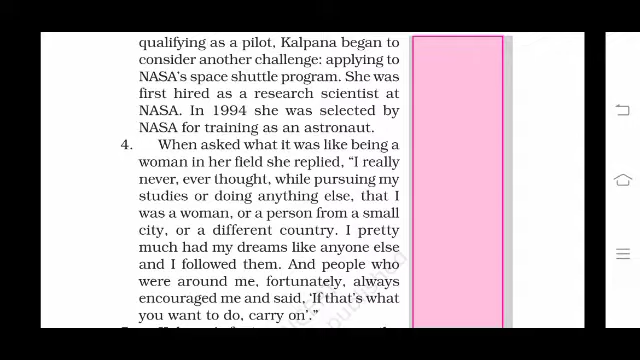 qualifying as a pilot, Kalpana began to
consider another challenge: applying to
NASA's space shuttle program. She was
first hired as a research scientist at
NASA. In 1994 she was selected by
NASA for training as an astronaut.
4. When asked what it was like being a
woman in her field she replied, “I really
never, ever thought, while pursuing my
studies or doing anything else, that I
was a woman, or a person from a small
city, or a different country. I pretty
much had my dreams like anyone else
and I followed them. And people who
were around me, fortunately, always
encouraged me and said, ‘If that's what
you want to do, carry on’.”